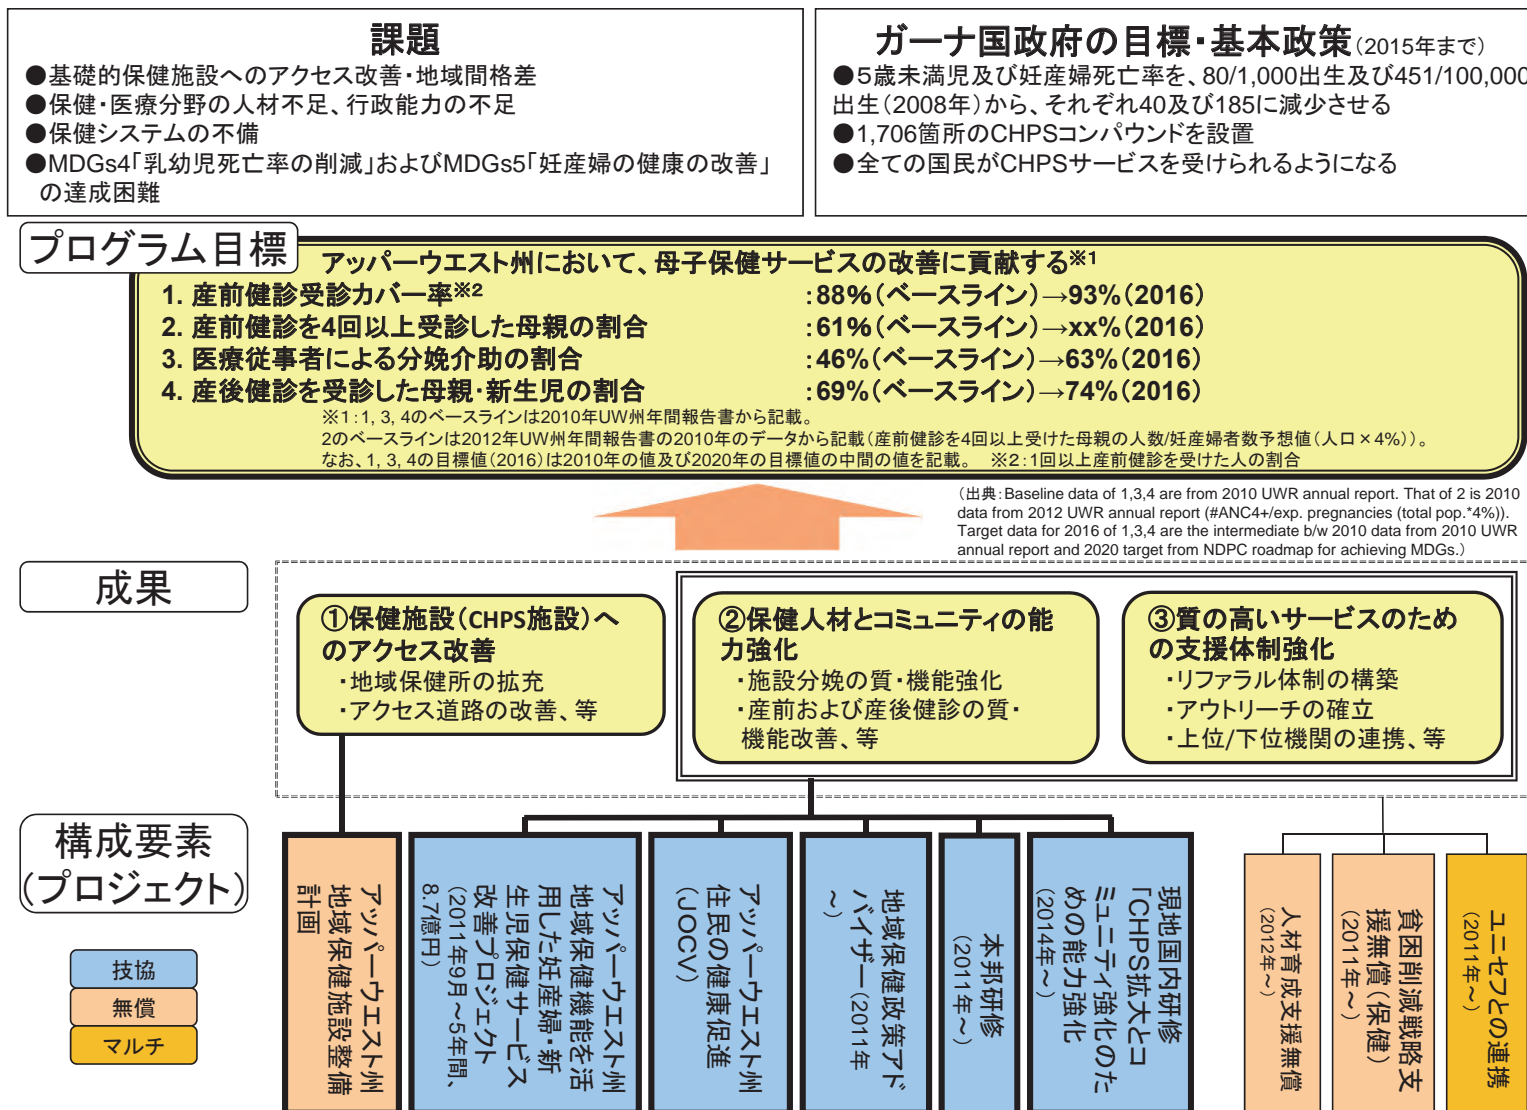 課題
●基礎的保健施設へのアクセス改善・地域間格差
●保健・医療分野の人材不足、行政能力の不足
●保健システムの不備
●MDGs4「乳幼児死亡率の削減」およびMDGs5「妊産婦の健康の改善」
の達成困難
ガーナ国政府の目標・基本政策(2015年まで)
●5歳未満児及び妊産婦死亡率を、80/1,000出生及び451/100,000
出生(2008年)から、それぞれ40及び185に減少させる
●1,706箇所のCHPSコンパウンドを設置
●全ての国民がCHPSサービスを受けられるようになる
プログラム目標
アッパーウエスト州において、母子保健サービスの改善に貢献する※1
1. 産前健診受診カバー率※2 :88%(ベースライン)→93%(2016)
2. 産前健診を4回以上受診した母親の割合 :61%(ベースライン)→xx%(2016)
3. 医療従事者による分娩介助の割合 :46%(ベースライン)→63%(2016)
4. 産後健診を受診した母親・新生児の割合 :69%(ベースライン)→74%(2016)
※1:1, 3, 4のベースラインは2010年UW州年間報告書から記載。
2のベースラインは2012年UW州年間報告書の2010年のデータから記載(産前健診を4回以上受けた母親の人数/妊産婦者数予想値(人口×4%))。
なお、1, 3, 4の目標値(2016)は2010年の値及び2020年の目標値の中間の値を記載。 ※2:1回以上産前健診を受けた人の割合
(出典:Baseline data of 1,3,4 are from 2010 UWR annual report. That of 2 is 2010
data from 2012 UWR annual report (#ANC4+/exp. pregnancies (total pop.*4%)).
Target data for 2016 of 1,3,4 are the intermediate b/w 2010 data from 2010 UWR
annual report and 2020 target from NDPC roadmap for achieving MDGs.)
成果
①保健施設(CHPS施設)へ
のアクセス改善
・地域保健所の拡充
・アクセス道路の改善、等
②保健人材とコミュニティの能
力強化
・施設分娩の質・機能強化
・産前および産後健診の質・
機能改善、等
③質の高いサービスのため
の支援体制強化
・リファラル体制の構築
・アウトリーチの確立
・上位/下位機関の連携、等
構成要素
(プロジェクト)
技協
無償
マルチ
アッパーウエスト州
地域保健施設整備
計画
アッパーウエスト州
地域保健機能を活
用した妊産婦・新
生児保健サービス
改善プロジェクト
(2011年9月~5年間、
8.7億円)
アッパーウエスト州
住民の健康促進
(JOCV)
地域保健政策アド
バイザー(2011年
~)
本邦研修
(2011年~)
現地国内研修
「CHPS拡大とコ
ミュニティ強化のた
めの能力強化
(2014年~)
人材育成支援無償
(2012年~)
貧困削減戦略支
援無償(保健)
(2011年~)
ユニセフとの連携
(2011年~)